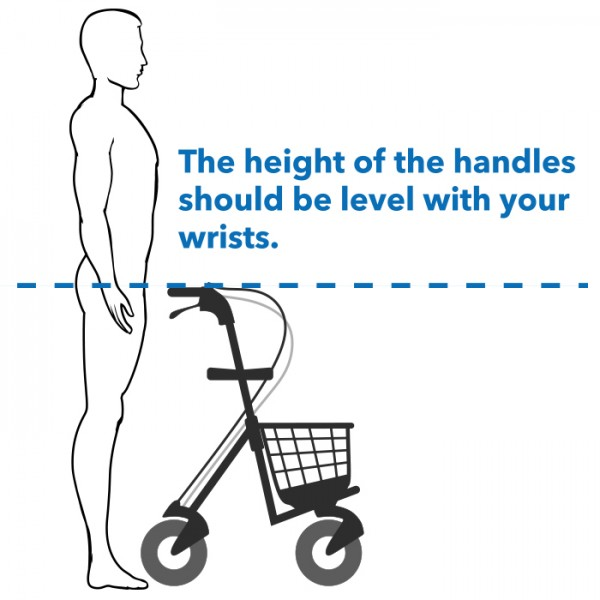 The height of the handles
should be level with your
wrists.